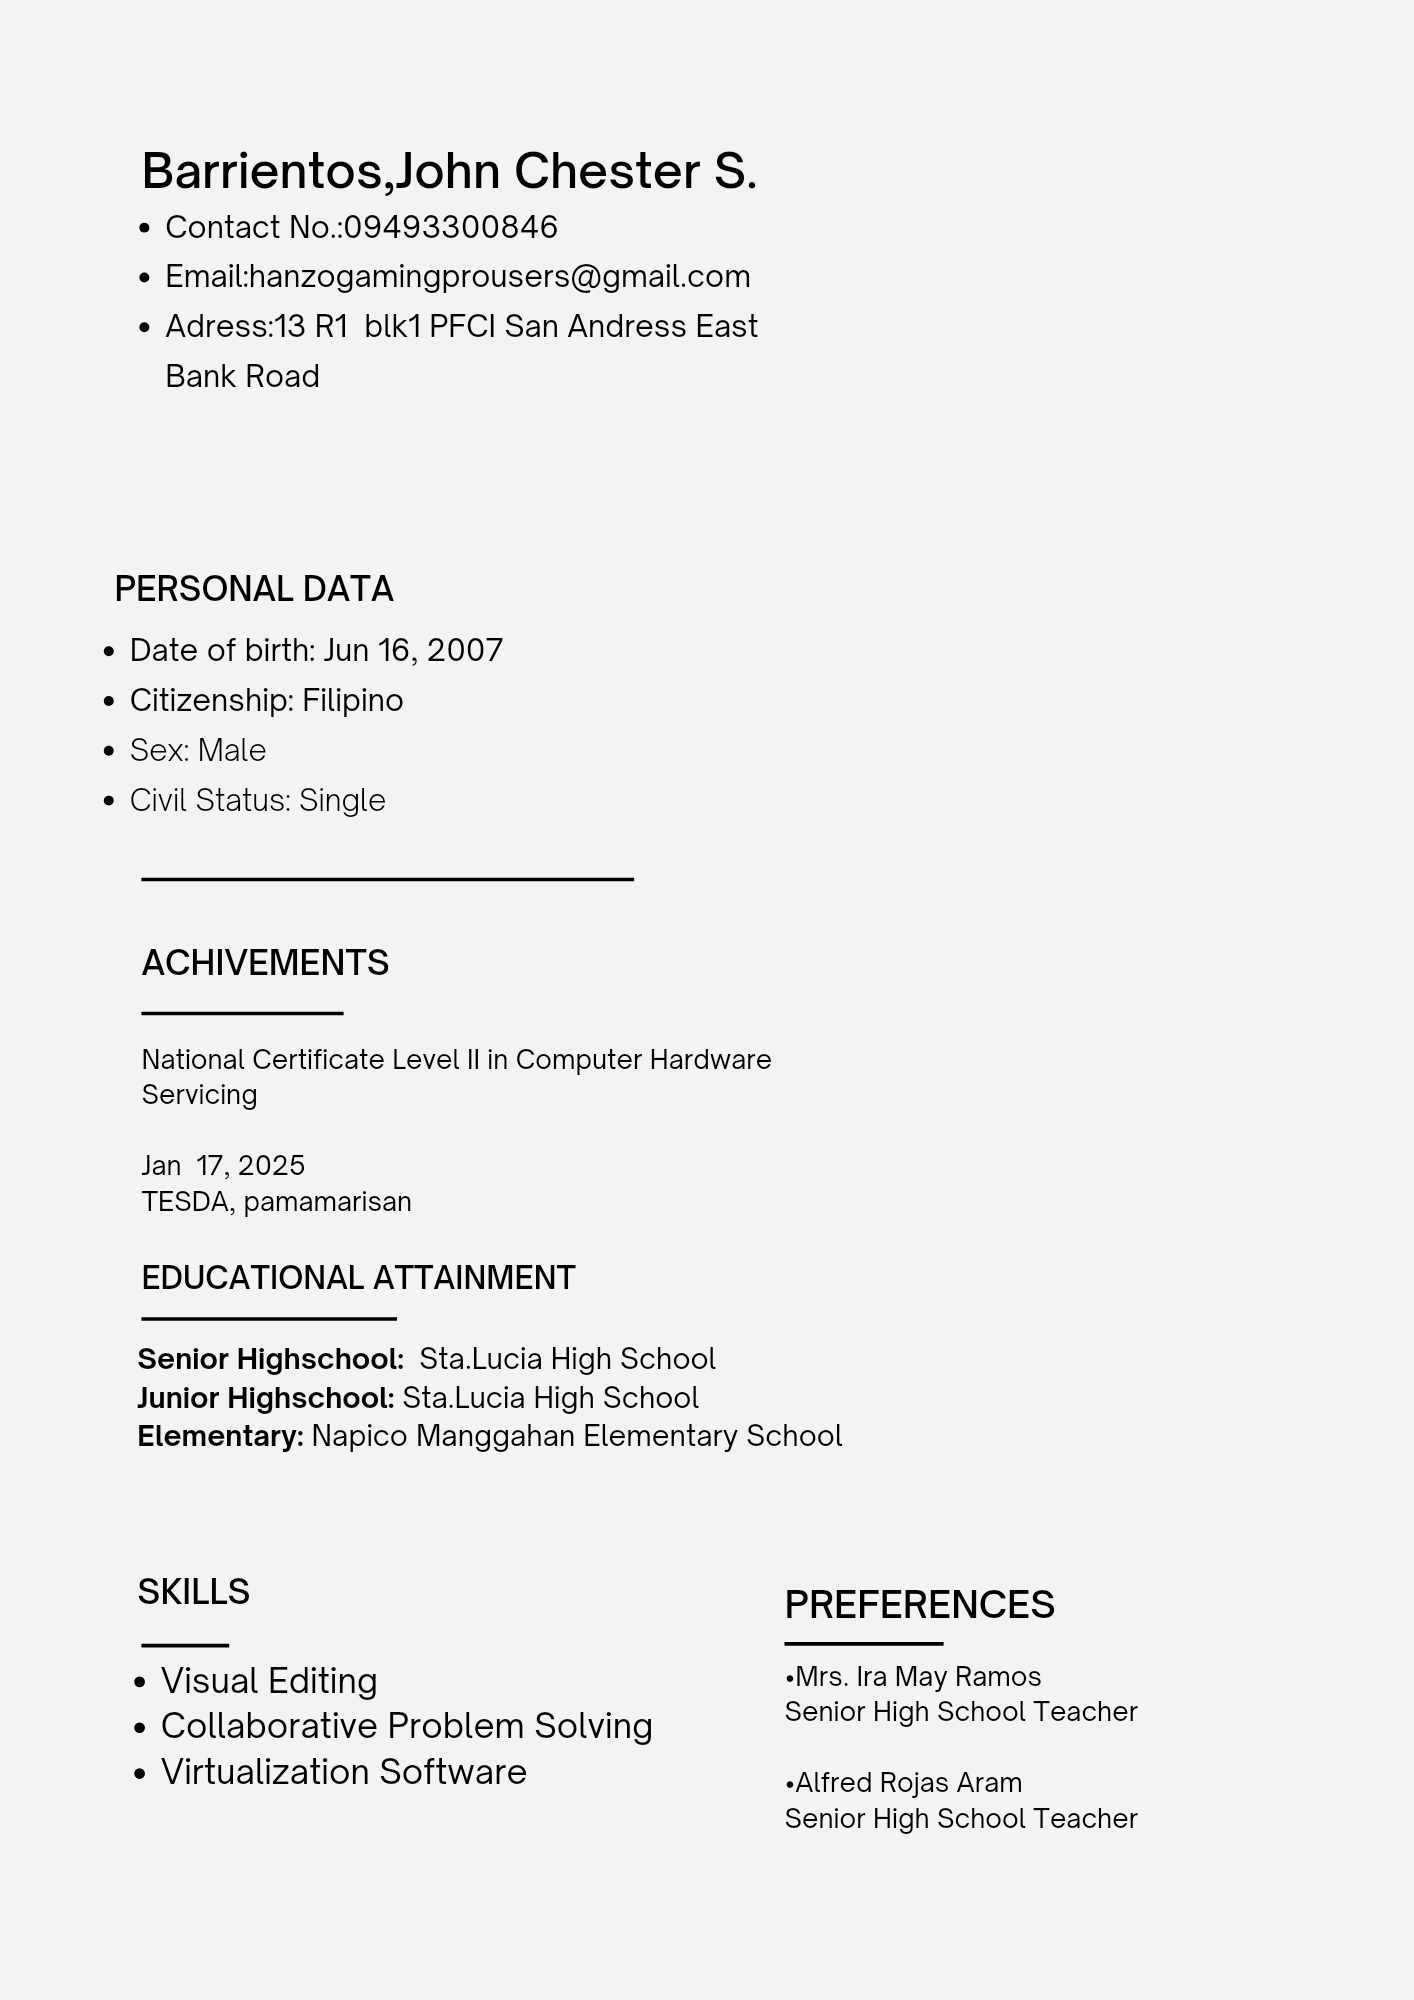 Barrientos,John Chester S.
• Contact No.:09493300846
• Email:hanzogamingprousers@gmail.com
• Adress:13 R1  blk1 PFCI San Andress East
Bank Road
PERSONAL DATA
• Date of birth: Jun 16, 2007
• Citizenship: Filipino
• Sex: Male
• Civil Status: Single
ACHIVEMENTS
National Certificate Level II in Computer Hardware
Servicing
Jan  17, 2025
TESDA, pamamarisan
EDUCATIONAL ATTAINMENT
Senior Highschool:  Sta.Lucia High School
Junior Highschool: Sta.Lucia High School
Elementary: Napico Manggahan Elementary School
SKILLS
• Visual Editing
• Collaborative Problem Solving
• Virtualization Software
PREFERENCES
•Mrs. Ira May Ramos
Senior High School Teacher
•Alfred Rojas Aram
Senior High School Teacher